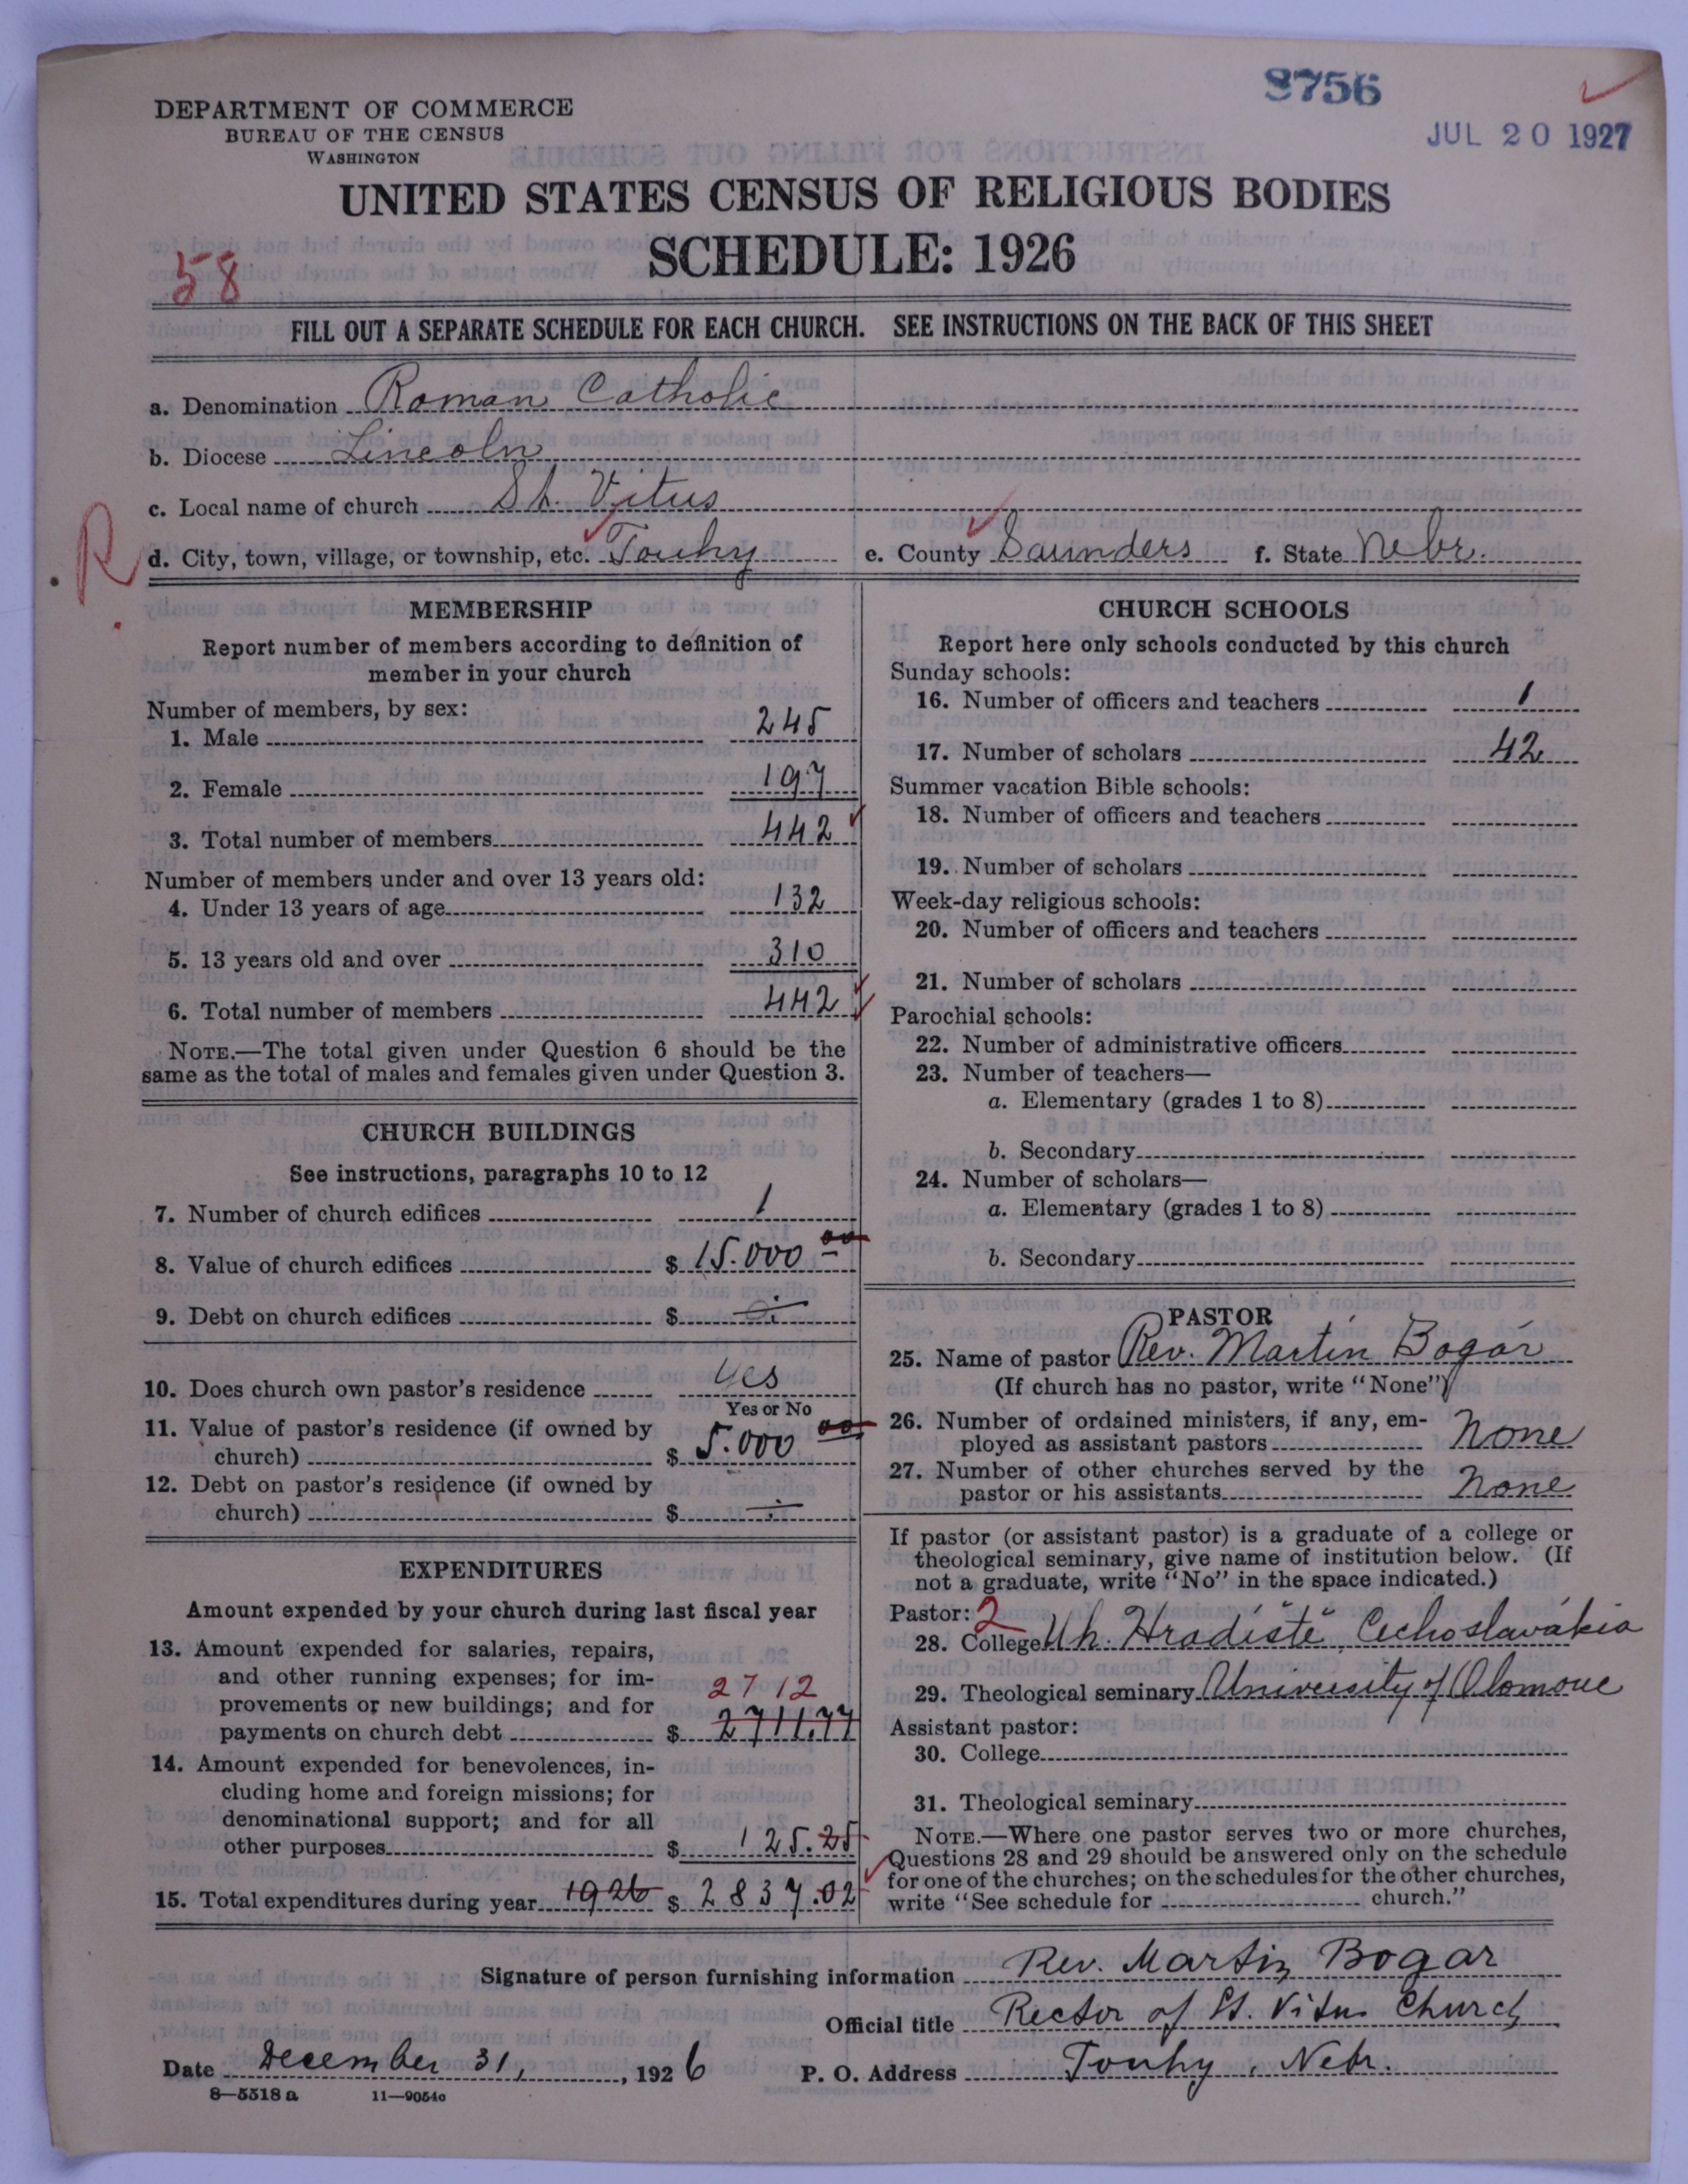 8756
JUL 20 1927
DEPARTMENT OF COMMERCE
BUREAU OF THE CENSUS
WASHINGTON
UNITED STATES CENSUS OF RELIGIOUS BODIES
SCHEDULE: 1926
58
FILL OUT A SEPARATE SCHEDULE FOR EACH CHURCH. SEE INSTRUCTIONS ON THE BACK OF THIS SHEET
a. Denomination Roman Catholic
b. Diocese Lincoln
c. Local name of church St. Vitus
R d. City, town, village, or township, etc. Touhy e. County Saunders f. State Nebr.
MEMBERSHIP
Report number of members according to definition of
member in your church
Number of members, by sex:
1. Male 245
2. Female 197
3. Total number of members 442
Number of members under and over 13 years old:
4. Under 13 years of age 132
5. 13 years old and over 310
6. Total number of members 442
NOTE.—The total given under Question 6 should be the
same as the total of males and females given under Question 3.
CHURCH BUILDINGS
See instructions, paragraphs 10 to 12
7. Number of church edifices 1
8. Value of church edifices $ 15.000 00
9. Debt on church edifices $ —
10. Does church own pastor's residence yes
Yes or No
11. Value of pastor's residence (if owned by
church) $ 5.000 00
12. Debt on pastor's residence (if owned by
church) $ —
EXPENDITURES
Amount expended by your church during last fiscal year
13. Amount expended for salaries, repairs,
and other running expenses; for im-
provements or new buildings; and for 2712
payments on church debt $ 2711.77
14. Amount expended for benevolences, in-
cluding home and foreign missions; for
denominational support; and for all
other purposes $ 125.25
15. Total expenditures during year 1926 $ 2837.02
CHURCH SCHOOLS
Report here only schools conducted by this church
Sunday schools:
16. Number of officers and teachers 1
17. Number of scholars 42
Summer vacation Bible schools:
18. Number of officers and teachers
19. Number of scholars
Week-day religious schools:
20. Number of officers and teachers
21. Number of scholars
Parochial schools:
22. Number of administrative officers
23. Number of teachers—
a. Elementary (grades 1 to 8)
b. Secondary
24. Number of scholars—
a. Elementary (grades 1 to 8)
b. Secondary
PASTOR
25. Name of pastor Rev. Martin Bogár
(If church has no pastor, write "None")
26. Number of ordained ministers, if any, em-
ployed as assistant pastors None
27. Number of other churches served by the
pastor or his assistants None
If pastor (or assistant pastor) is a graduate of a college or
theological seminary, give name of institution below. (If
not a graduate, write "No" in the space indicated.)
Pastor: 2
28. College Uh. Hradiště, Cechoslavákia
29. Theological seminary University of Olomouc
Assistant pastor:
30. College
31. Theological seminary
NOTE.—Where one pastor serves two or more churches,
Questions 28 and 29 should be answered only on the schedule
for one of the churches; on the schedules for the other churches,
write "See schedule for church."
Signature of person furnishing information Rev. Martin Bogar
Official title Rector of St. Vitus Church
Date December 31, 1926 P. O. Address Touhy, Nebr.
8—5518 a 11—9054c